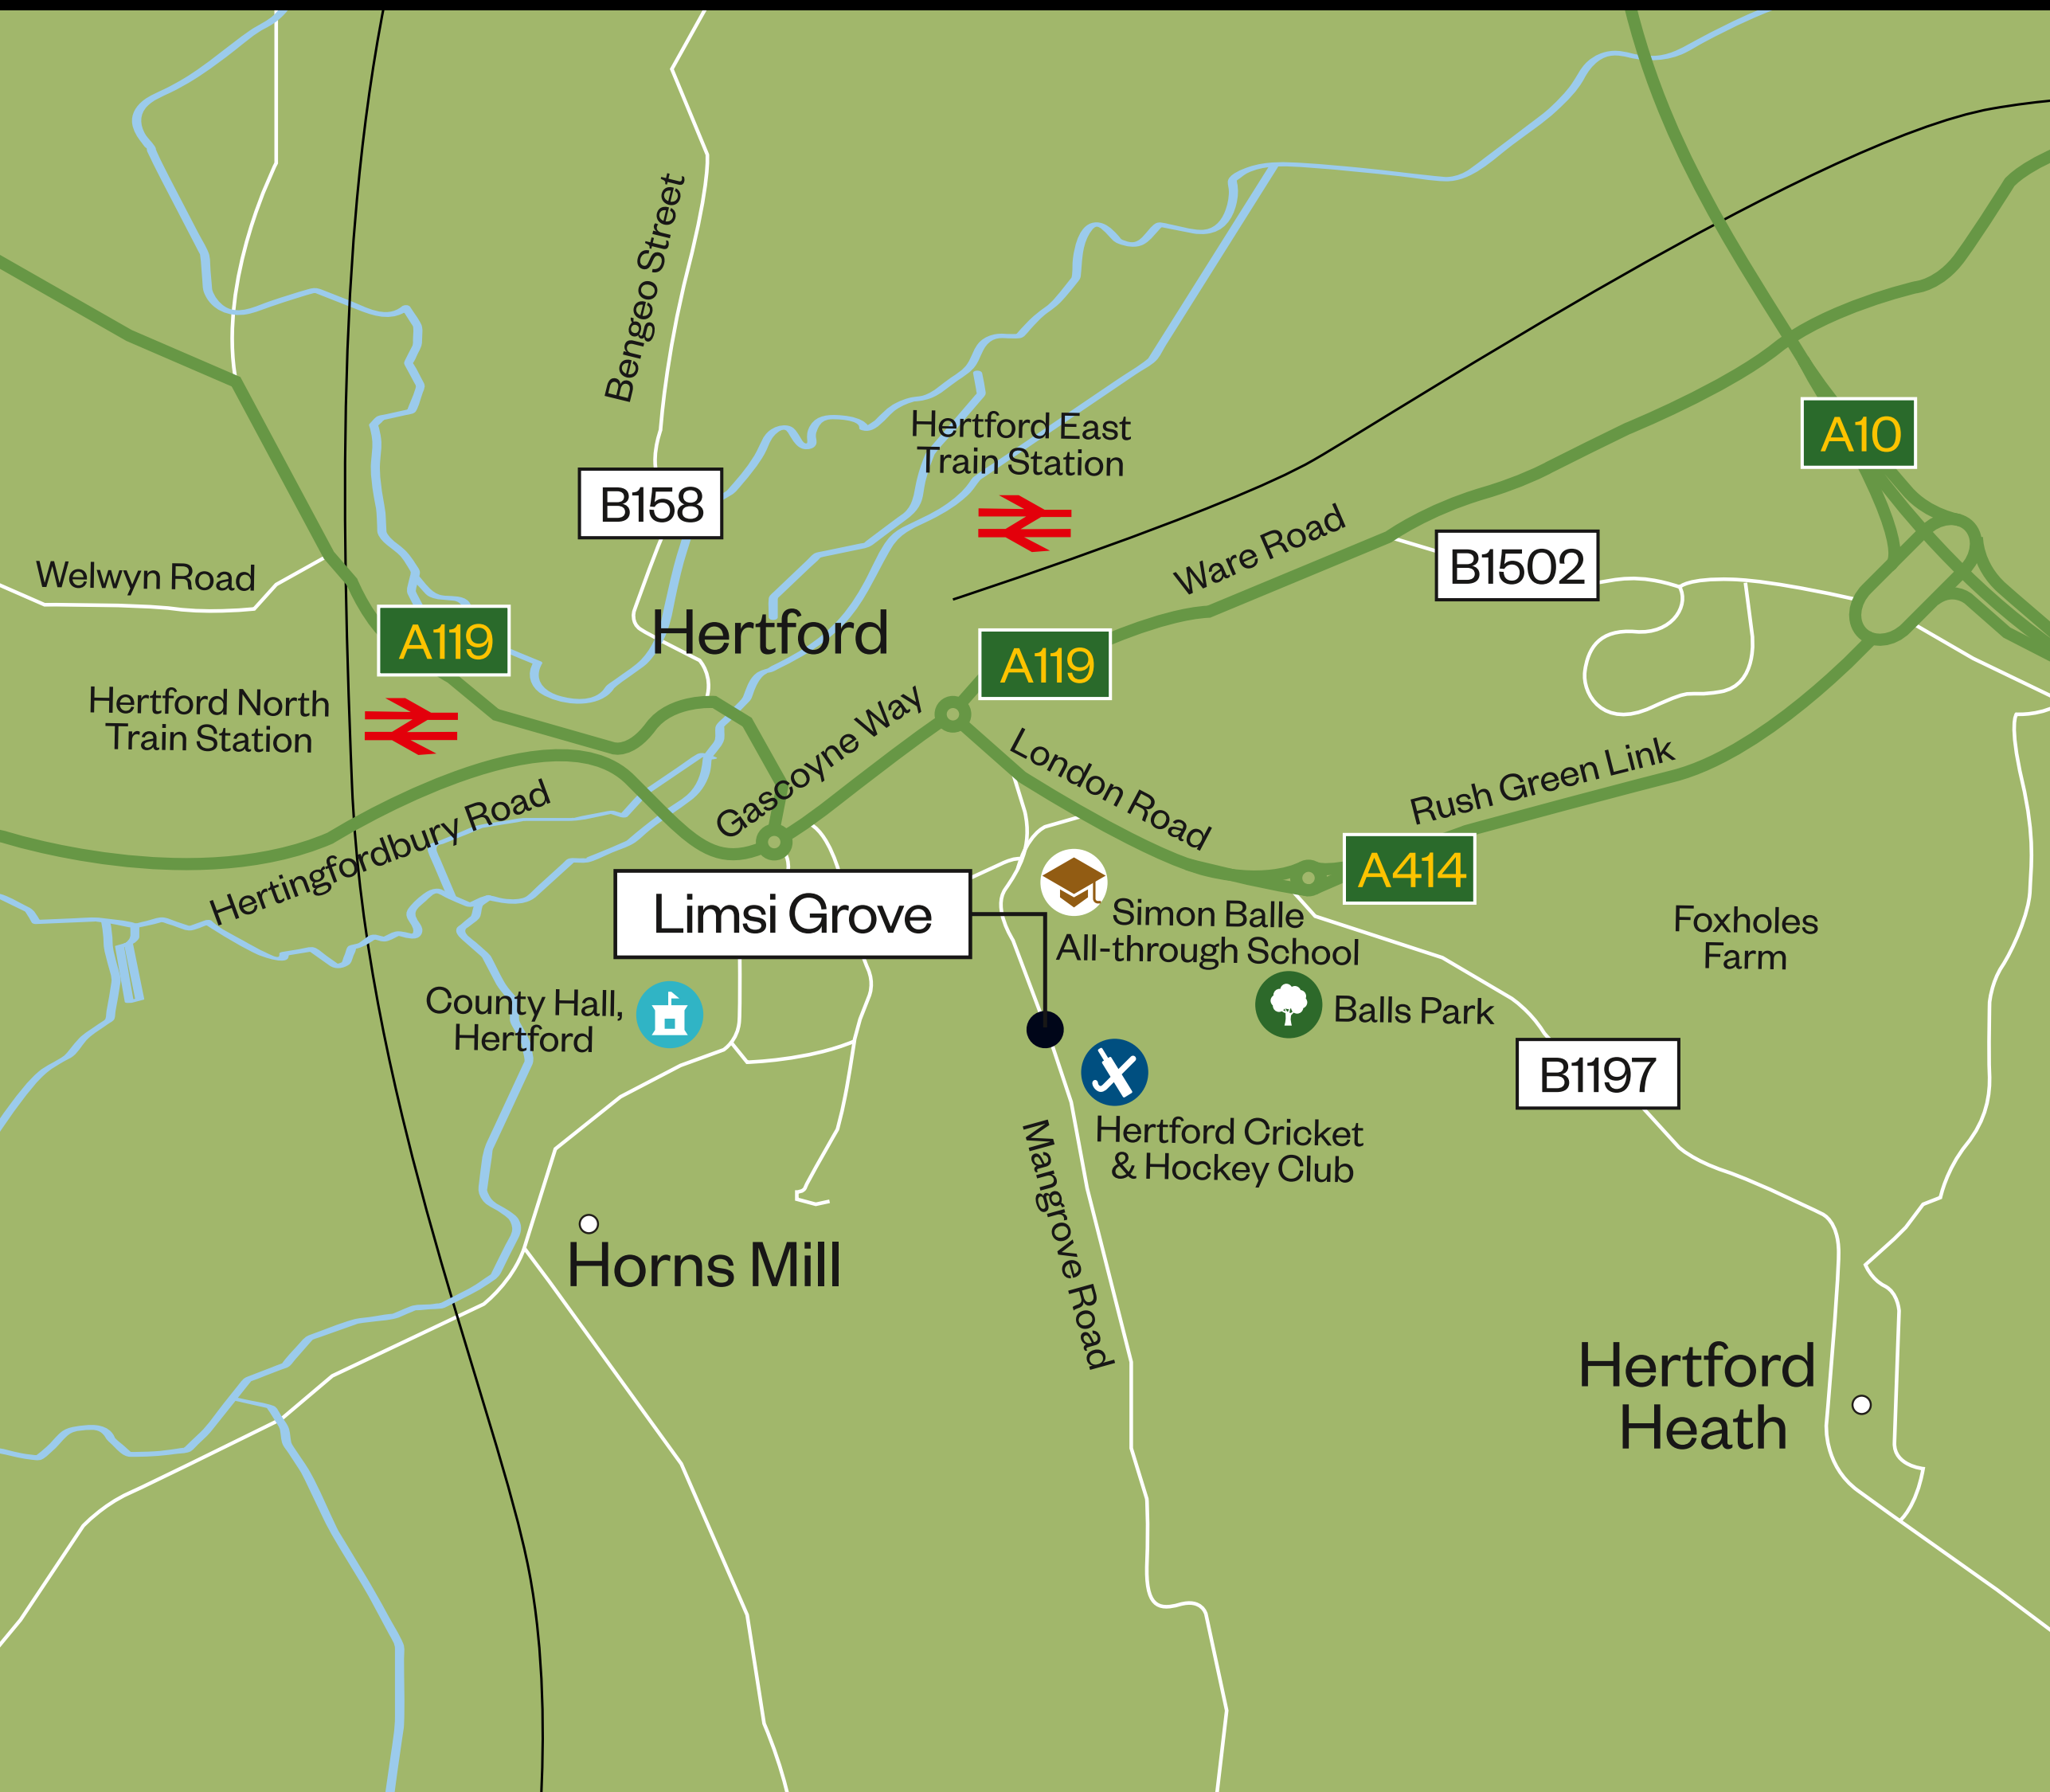 Bengeo Street
Hertford East
Train Station
A10
B158
Ware Road
B1502
Welwyn Road
A119
Hertford
A119
Hertford North
Train Station
Gascoyne Way
London Road
Rush Green Link
Hertingfordbury Road
A414
Limsi Grove
Simon Balle
All-through School
Foxholes
Farm
County Hall,
Hertford
Balls Park
B1197
Hertford Cricket
& Hockey Club
Mangrove Road
Horns Mill
Hertford
Heath